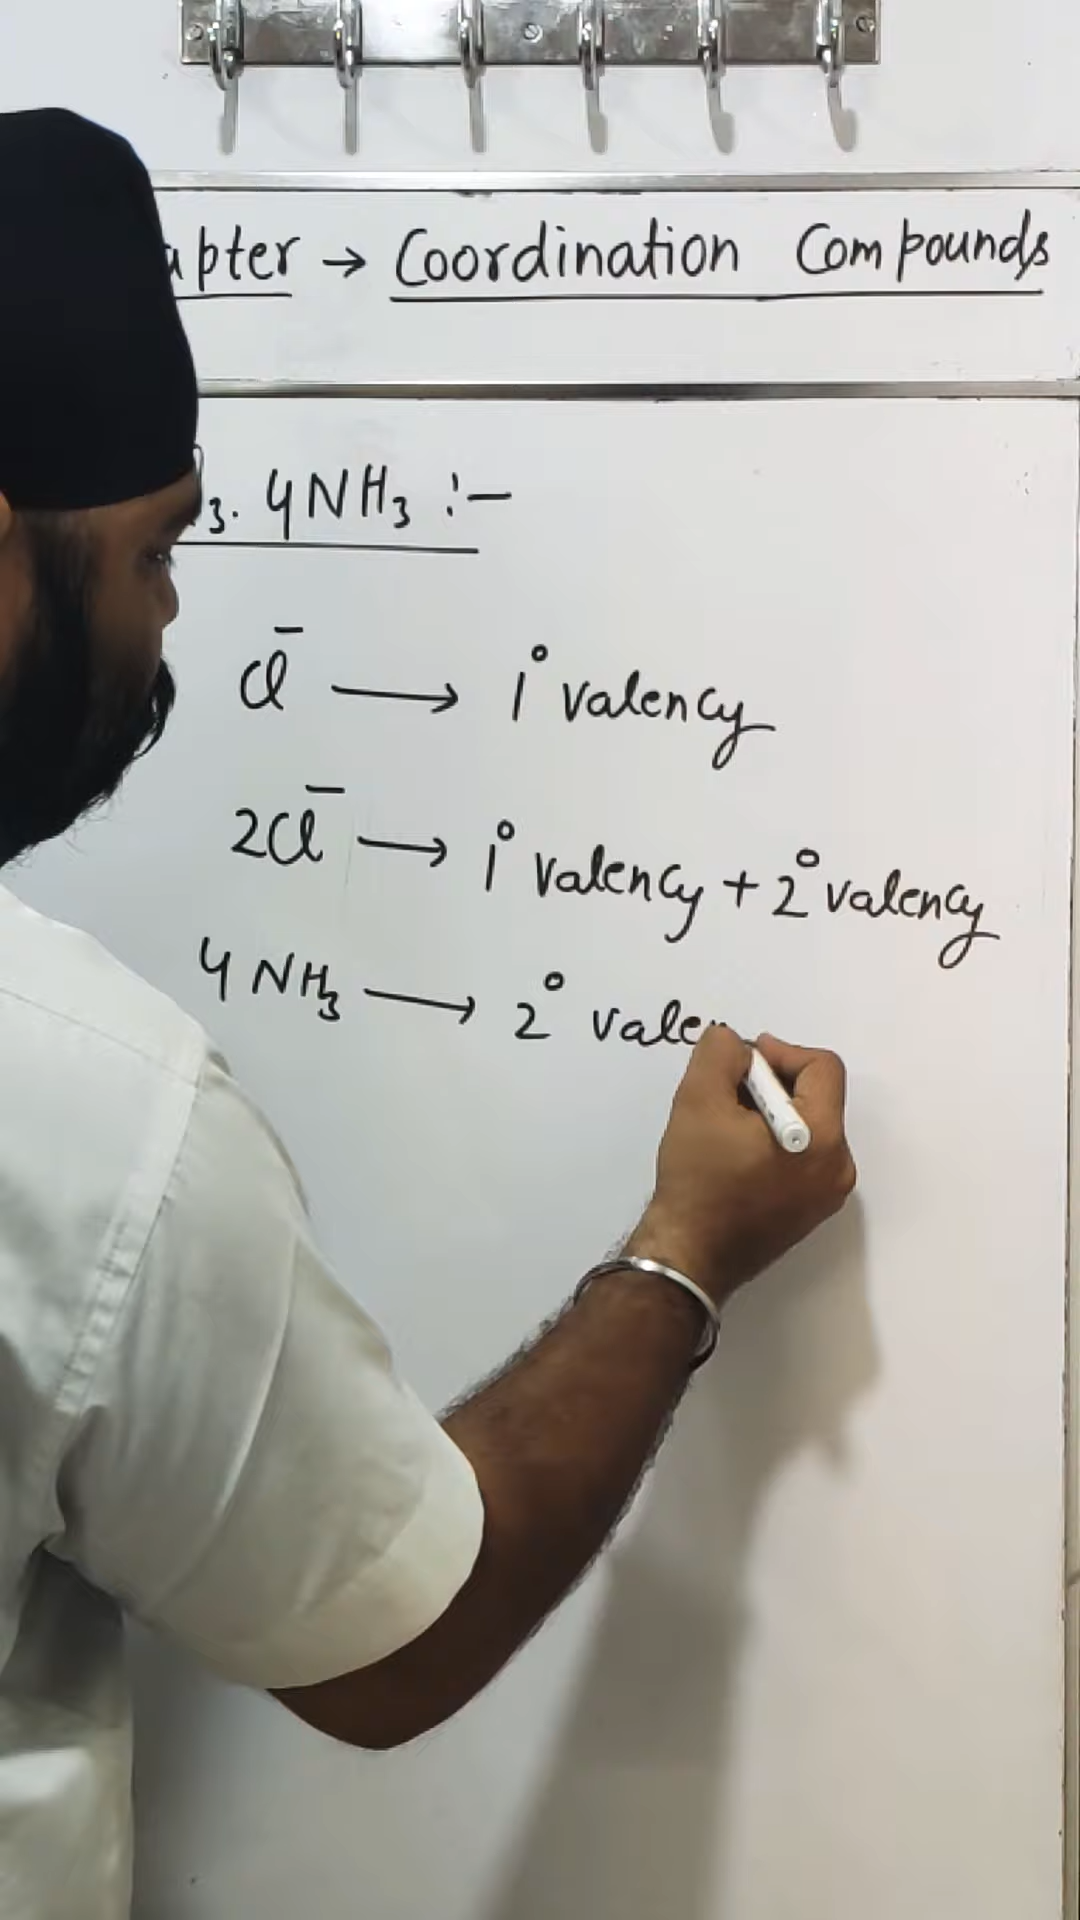 apter → Coordination Compounds
3. 4NH3 :-
Cl⁻ → 1° valency
2Cl⁻ → 1° valency + 2° valency
4NH3 → 2° vale